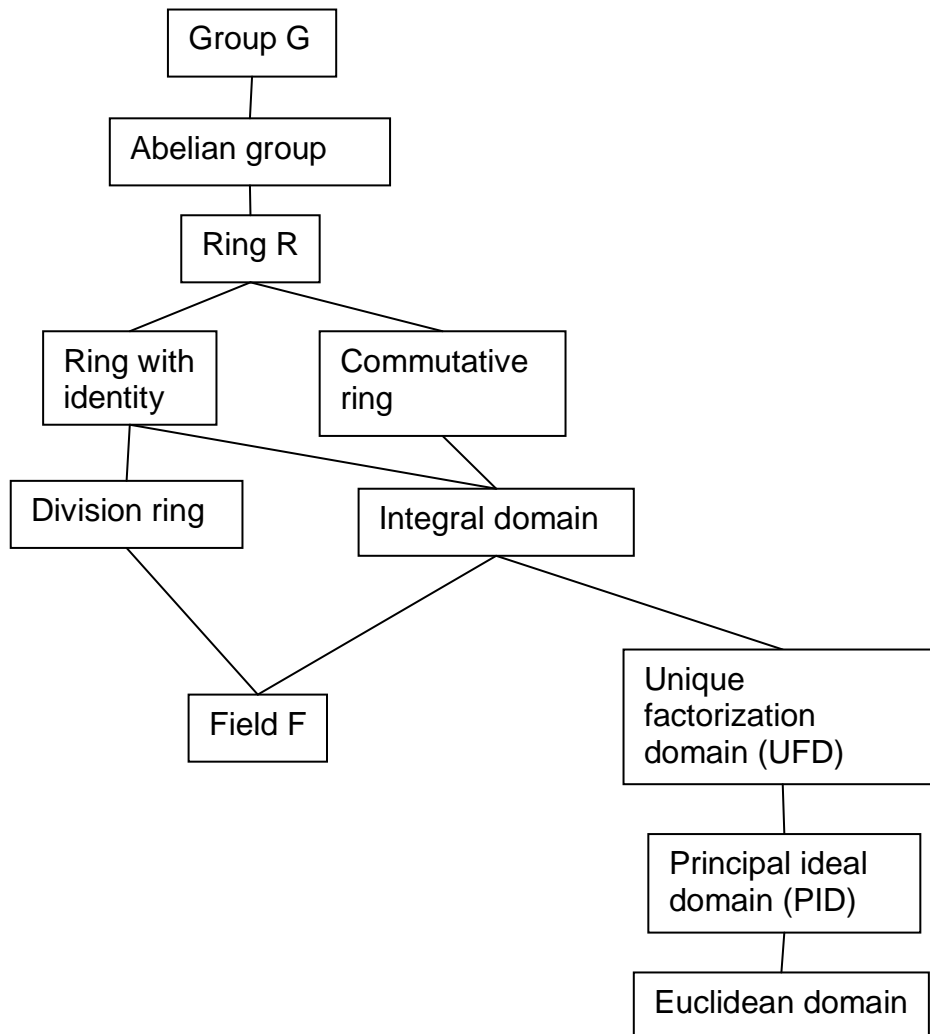 Group G
Abelian group
Ring R
Ring with
identity
Commutative
ring
Division ring
Integral domain
Field F
Unique
factorization
domain (UFD)
Principal ideal
domain (PID)
Euclidean domain